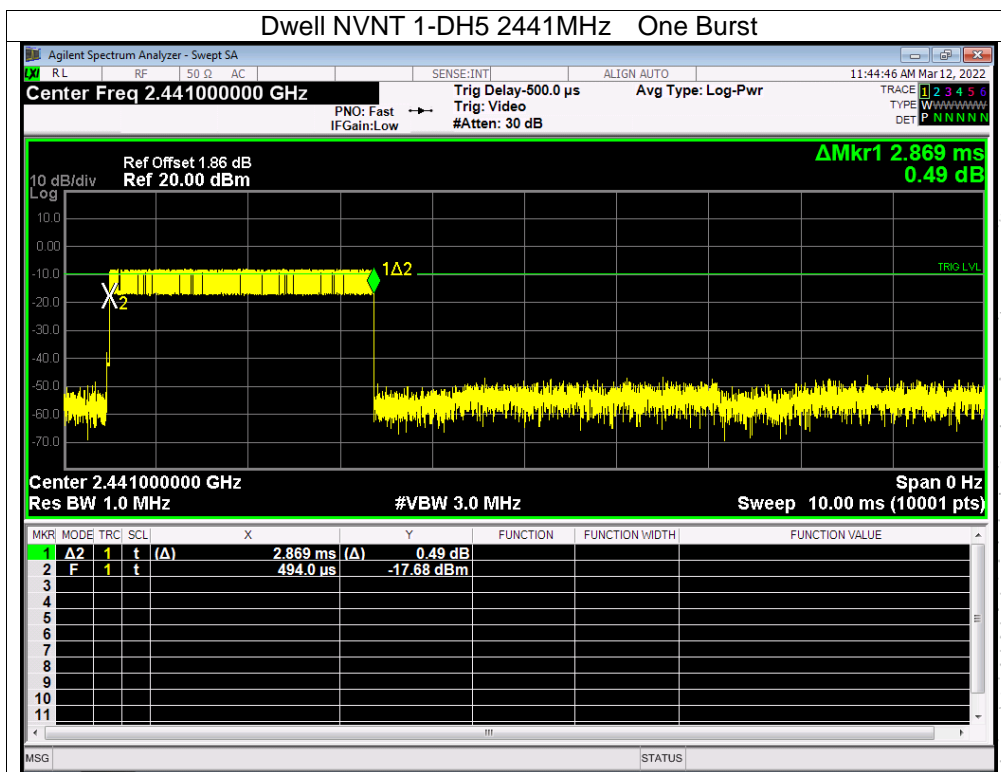 Dwell NVNT 1-DH5 2441MHz One Burst
Agilent Spectrum Analyzer - Swept SA
LXI RL RF 50 Ω AC SENSE:INT ALIGN AUTO 11:44:46 AM Mar 12, 2022
Center Freq 2.441000000 GHz Trig Delay-500.0 µs Avg Type: Log-Pwr TRACE 1 2 3 4 5 6
PNO: Fast Trig: Video TYPE WWWWWW
IFGain:Low #Atten: 30 dB DET P N N N N N
ΔMkr1 2.869 ms
Ref Offset 1.86 dB
10 dB/div Ref 20.00 dBm 0.49 dB
Log
10.0
0.00
-10.0 1Δ2 TRIG LVL
-20.0 2
-30.0
-40.0
-50.0
-60.0
-70.0
Center 2.441000000 GHz Span 0 Hz
Res BW 1.0 MHz #VBW 3.0 MHz Sweep 10.00 ms (10001 pts)
MKR MODE TRC SCL X Y FUNCTION FUNCTION WIDTH FUNCTION VALUE
1 Δ2 1 t (Δ) 2.869 ms (Δ) 0.49 dB
2 F 1 t 494.0 µs -17.68 dBm
3
4
5
6
7
8
9
10
11
MSG STATUS